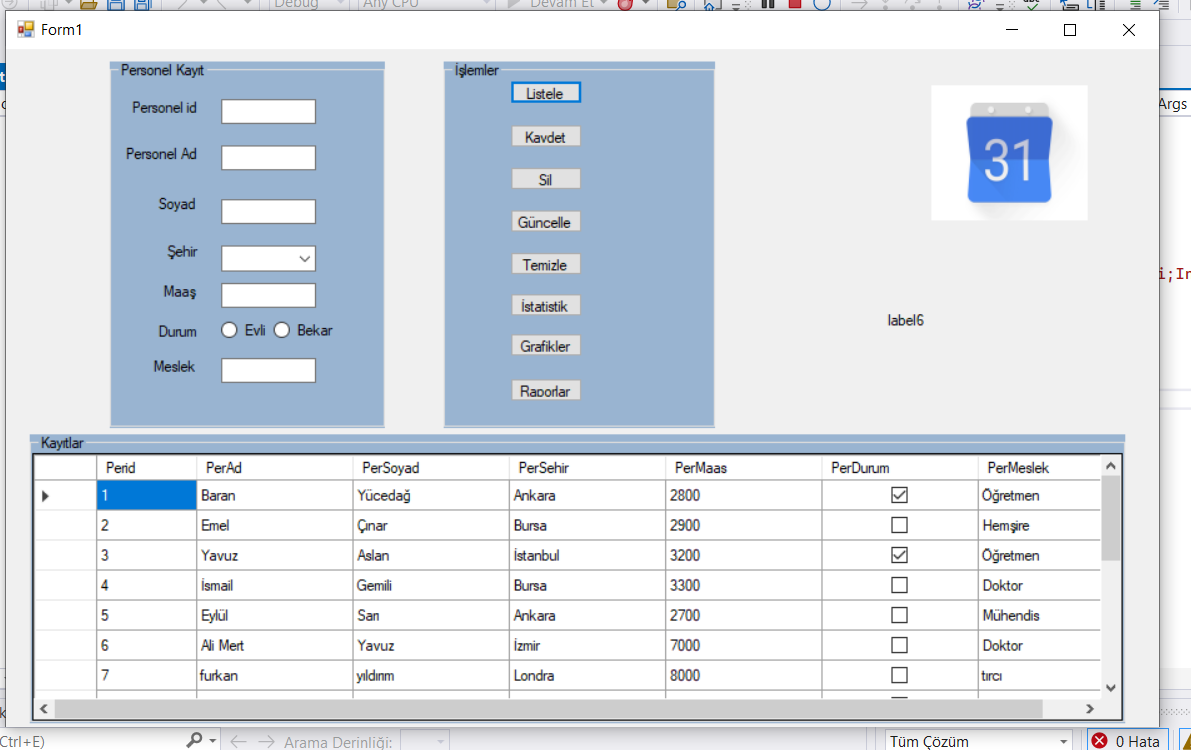 Debug Any CPU Devam Et
Form1
Personel Kayıt
Personel id
Personel Ad
Soyad
Şehir
Maaş
Durum Evli Bekar
Meslek
İşlemler
Listele
Kaydet
Sil
Güncelle
Temizle
İstatistik
Grafikler
Raporlar
31
label6
Args
i;In
Kayıtlar
Perid PerAd PerSoyad PerSehir PerMaas PerDurum PerMeslek
1 Baran Yücedağ Ankara 2800 Öğretmen
2 Emel Çınar Bursa 2900 Hemşire
3 Yavuz Aslan İstanbul 3200 Öğretmen
4 İsmail Gemili Bursa 3300 Doktor
5 Eylül Sarı Ankara 2700 Mühendis
6 Ali Mert Yavuz İzmir 7000 Doktor
7 furkan yıldırım Londra 8000 tırcı
Ctrl+E) Arama Derinliği: Tüm Çözüm 0 Hata